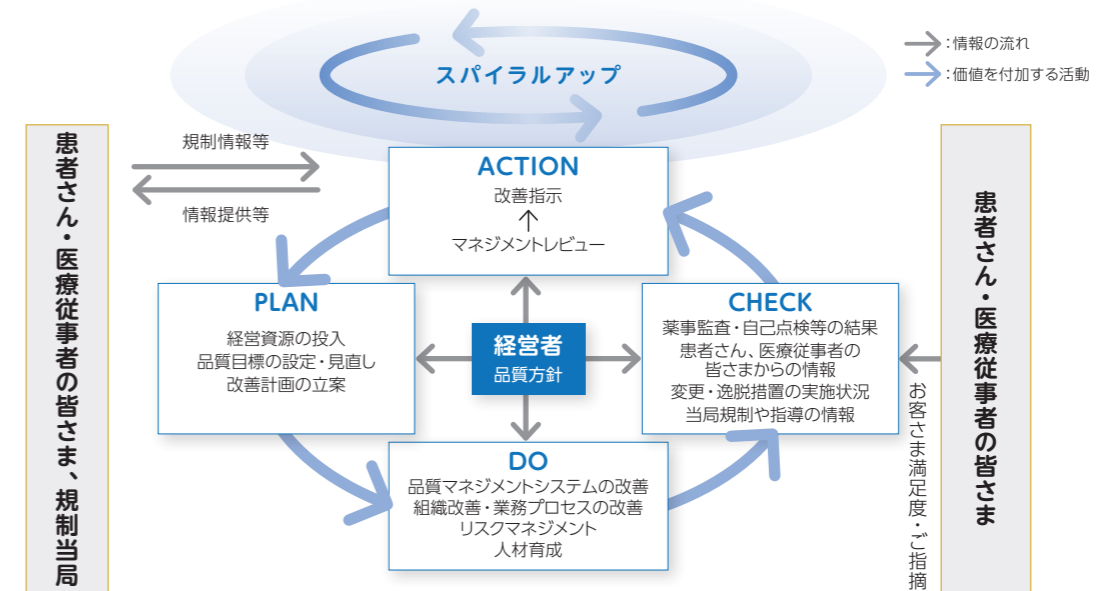 スパイラルアップ
:情報の流れ
:価値を付加する活動
患者さん・医療従事者の皆さま、規制当局
規制情報等
情報提供等
ACTION
改善指示
↑
マネジメントレビュー
PLAN
経営資源の投入
品質目標の設定・見直し
改善計画の立案
経営者
品質方針
CHECK
薬事監査・自己点検等の結果
患者さん、医療従事者の
皆さまからの情報
変更・逸脱措置の実施状況
当局規制や指導の情報
DO
品質マネジメントシステムの改善
組織改善・業務プロセスの改善
リスクマネジメント
人材育成
お客さま満足度・ご指摘
患者さん・医療従事者の皆さま